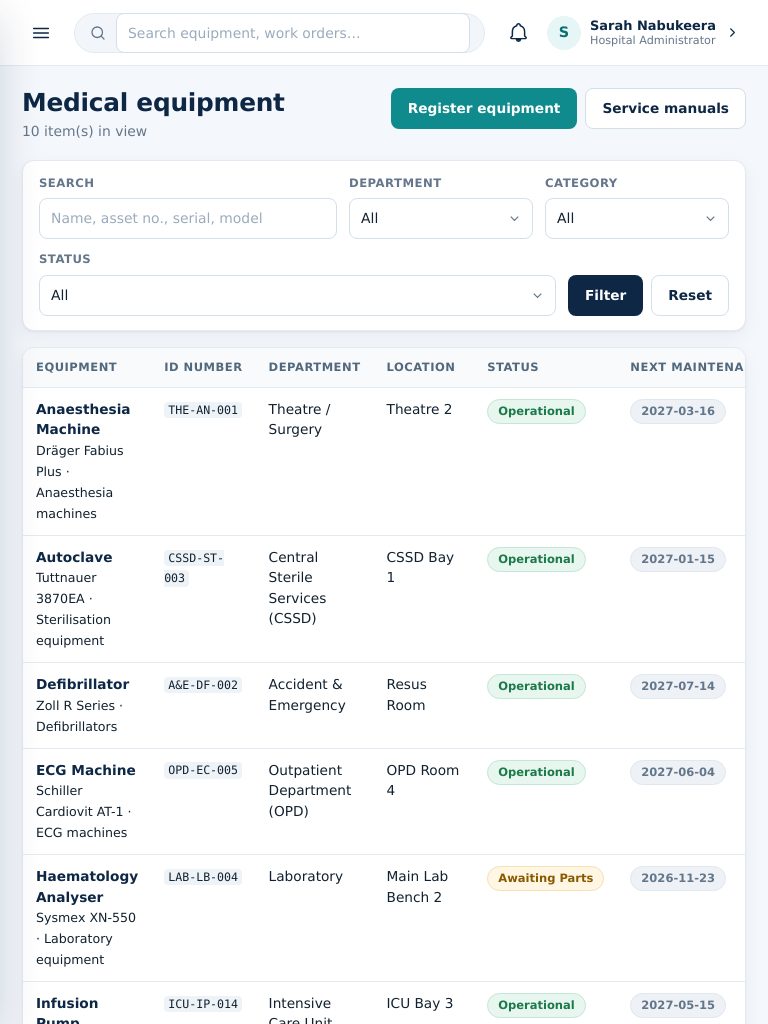 Search equipment, work orders...
S
Sarah Nabukeera
Hospital Administrator
Medical equipment
10 item(s) in view
Register equipment
Service manuals
SEARCH
DEPARTMENT
CATEGORY
Name, asset no., serial, model
All
All
STATUS
All
Filter
Reset
EQUIPMENT ID NUMBER DEPARTMENT LOCATION STATUS NEXT MAINTENA
Anaesthesia
Machine
Dräger Fabius
Plus ·
Anaesthesia
machines
THE-AN-001
Theatre /
Surgery
Theatre 2
Operational
2027-03-16
Autoclave
Tuttnauer
3870EA ·
Sterilisation
equipment
CSSD-ST-
003
Central
Sterile
Services
(CSSD)
CSSD Bay
1
Operational
2027-01-15
Defibrillator
Zoll R Series ·
Defibrillators
A&E-DF-002
Accident &
Emergency
Resus
Room
Operational
2027-07-14
ECG Machine
Schiller
Cardiovit AT-1 ·
ECG machines
OPD-EC-005
Outpatient
Department
(OPD)
OPD Room
4
Operational
2027-06-04
Haematology
Analyser
Sysmex XN-550
· Laboratory
equipment
LAB-LB-004
Laboratory
Main Lab
Bench 2
Awaiting Parts
2026-11-23
Infusion
Pump
ICU-IP-014
Intensive
Care Unit
ICU Bay 3
Operational
2027-05-15